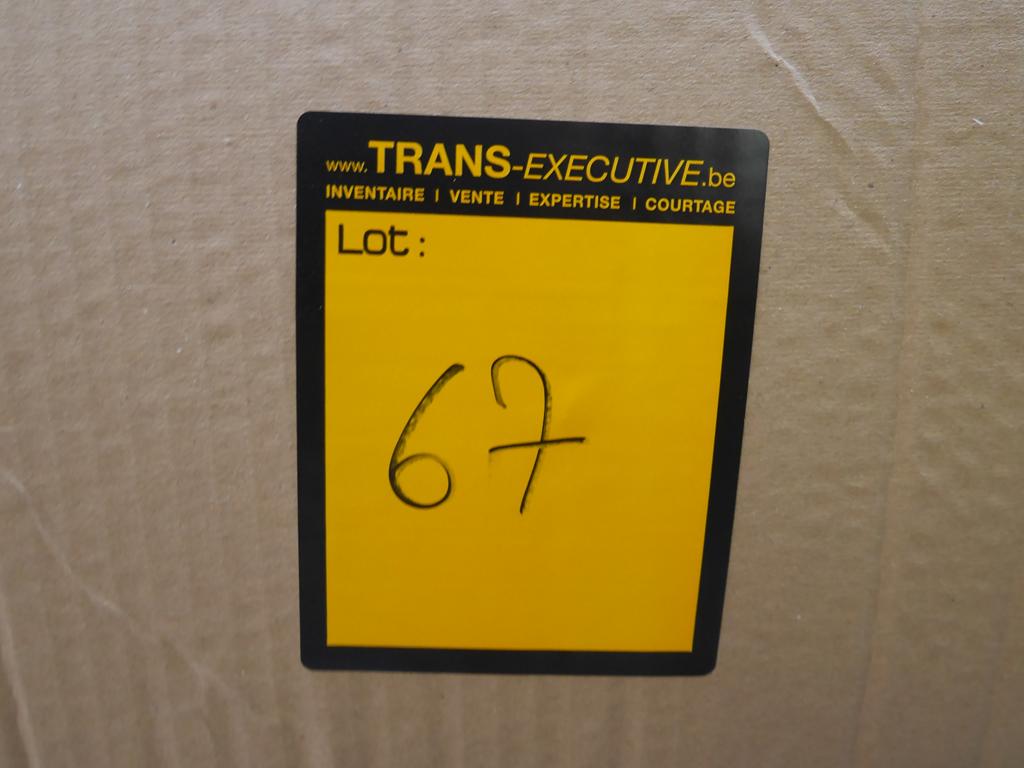 www.TRANS-EXECUTIVE.be
INVENTAIRE | VENTE | EXPERTISE | COURTAGE
Lot :
67